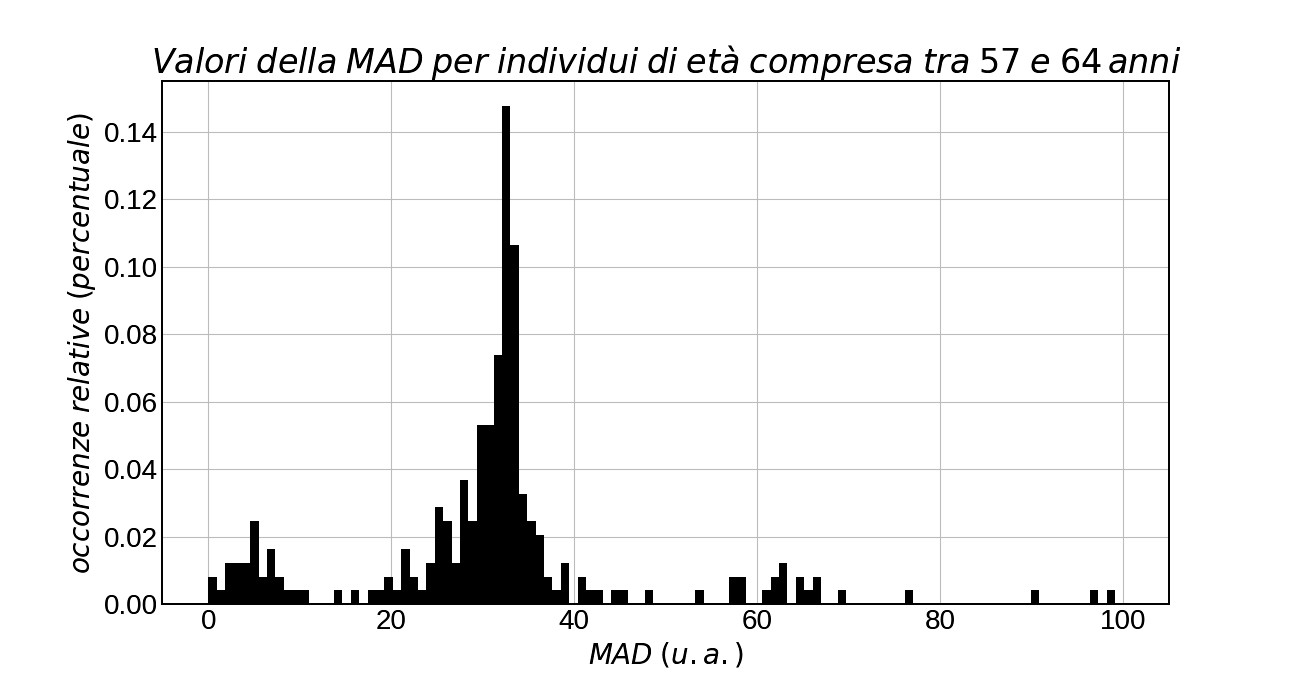 Valori della MAD per individui di età compresa tra 57 e 64 anni
occorrenze relative (percentuale)
0.14
0.12
0.10
0.08
0.06
0.04
0.02
0.00
0 20 40 60 80 100
MAD (u.a.)